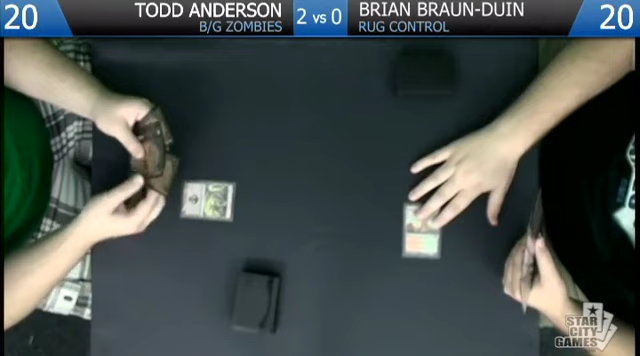 20
TODD ANDERSON
B/G ZOMBIES
2 vs 0
BRIAN BRAUN-DUIN
RUG CONTROL
20
STAR
CITY
GAMES